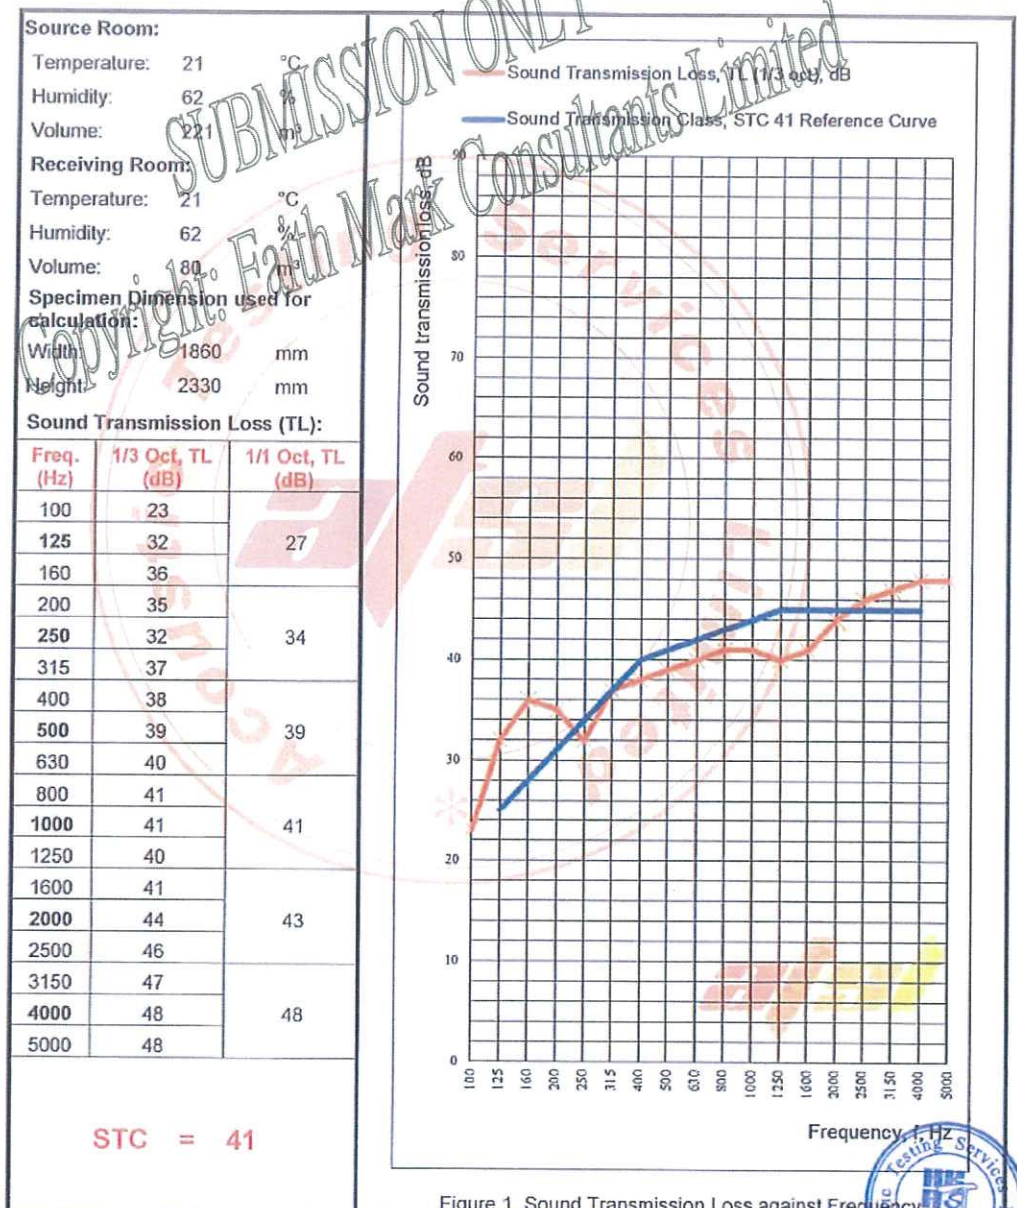 SUBMISSION ONLY
Copyright: Faith Mark Consultants Limited
Source Room:
Temperature: 21 °C
Humidity: 62 %
Volume: 221 m³
Receiving Room:
Temperature: 21 °C
Humidity: 62 %
Volume: 80 m³
Specimen Dimension used for
calculation:
Width: 1860 mm
Height: 2330 mm
Sound Transmission Loss (TL):
Freq. (Hz) 1/3 Oct, TL (dB) 1/1 Oct, TL (dB)
100 23
125 32 27
160 36
200 35
250 32 34
315 37
400 38
500 39 39
630 40
800 41
1000 41 41
1250 40
1600 41
2000 44 43
2500 46
3150 47
4000 48 48
5000 48
STC = 41
Sound Transmission Loss, TL (1/3 oct), dB
Sound Transmission Class, STC 41 Reference Curve
Sound transmission loss, dB
90
80
70
60
50
40
30
20
10
0
100 125 160 200 250 315 400 500 630 800 1000 1250 1600 2000 2500 3150 4000 5000
Frequency, f, Hz
Figure 1. Sound Transmission Loss against Frequency
Acoustic Testing Services Limited
atsl
atsl
Testing Services